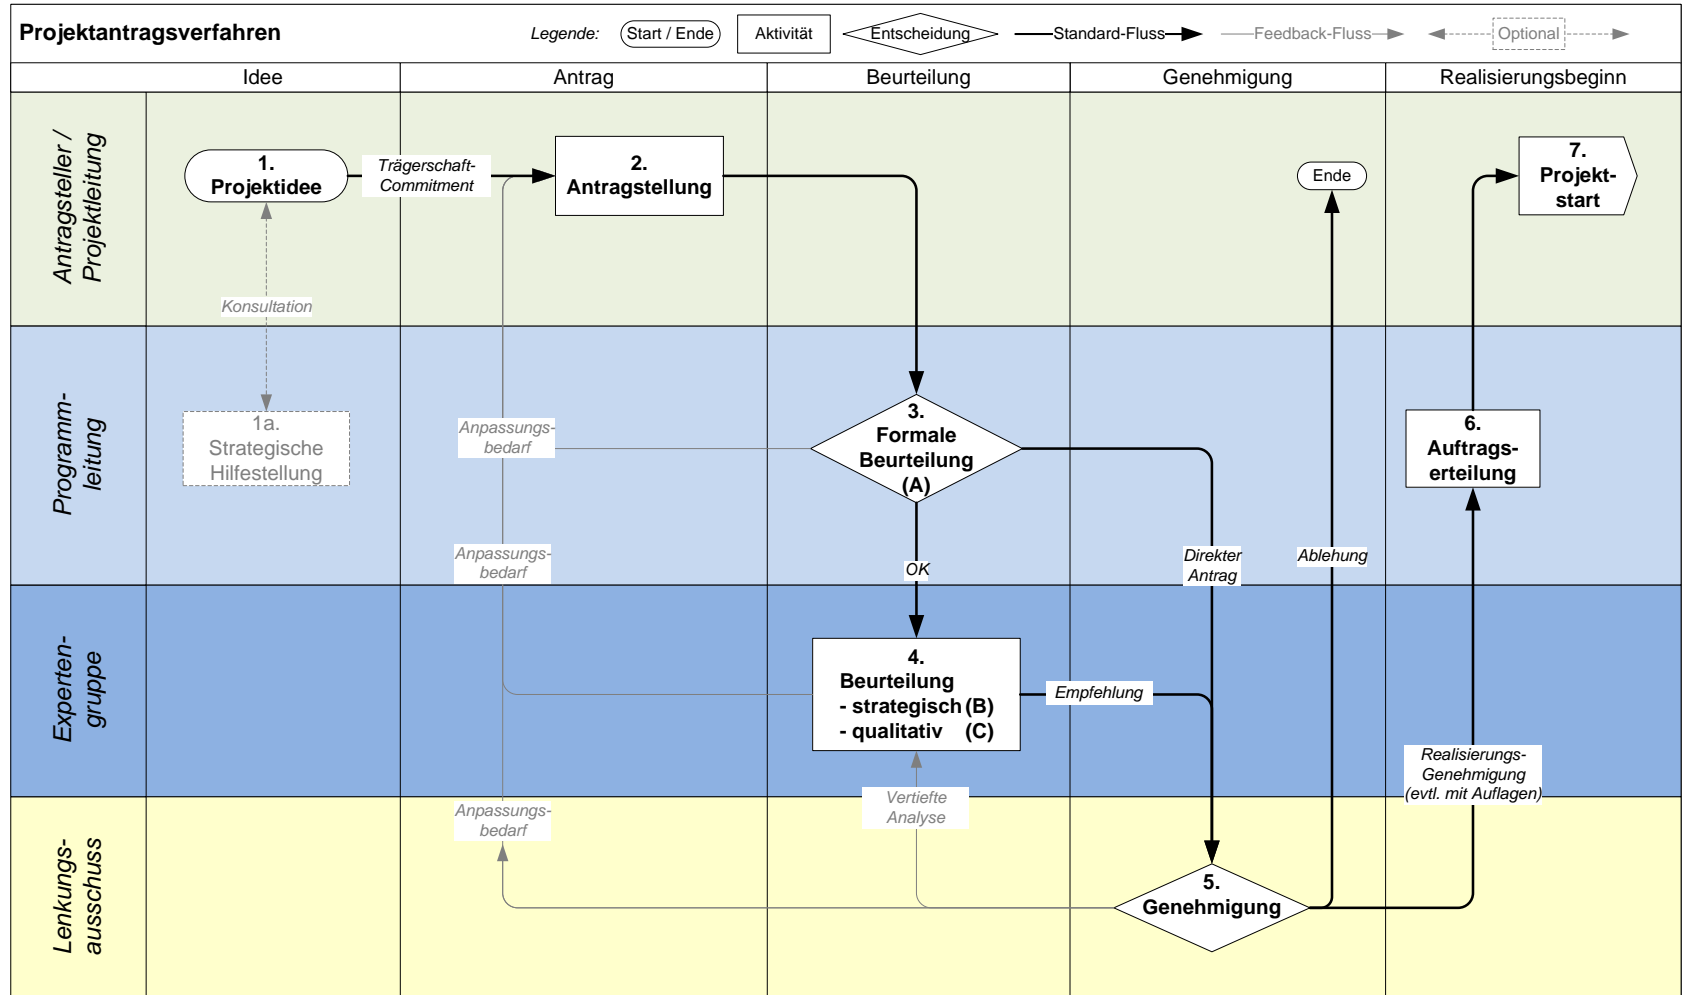 Projektantragsverfahren
Legende:
Start / Ende
Aktivität
Entscheidung
Standard-Fluss
Feedback-Fluss
Optional
Idee
Antrag
Beurteilung
Genehmigung
Realisierungsbeginn
Antragsteller /
Projektleitung
1.
Projektidee
Trägerschaft-
Commitment
2.
Antragstellung
Ende
7.
Projekt-
start
Konsultation
Programm-
leitung
1a.
Strategische
Hilfestellung
Anpassungs-
bedarf
3.
Formale
Beurteilung
(A)
6.
Auftrags-
erteilung
Anpassungs-
bedarf
OK
Direkter
Antrag
Ablehung
Experten-
gruppe
4.
Beurteilung
- strategisch (B)
- qualitativ (C)
Empfehlung
Realisierungs-
Genehmigung
(evtl. mit Auflagen)
Lenkungs-
ausschuss
Anpassungs-
bedarf
Vertiefte
Analyse
5.
Genehmigung